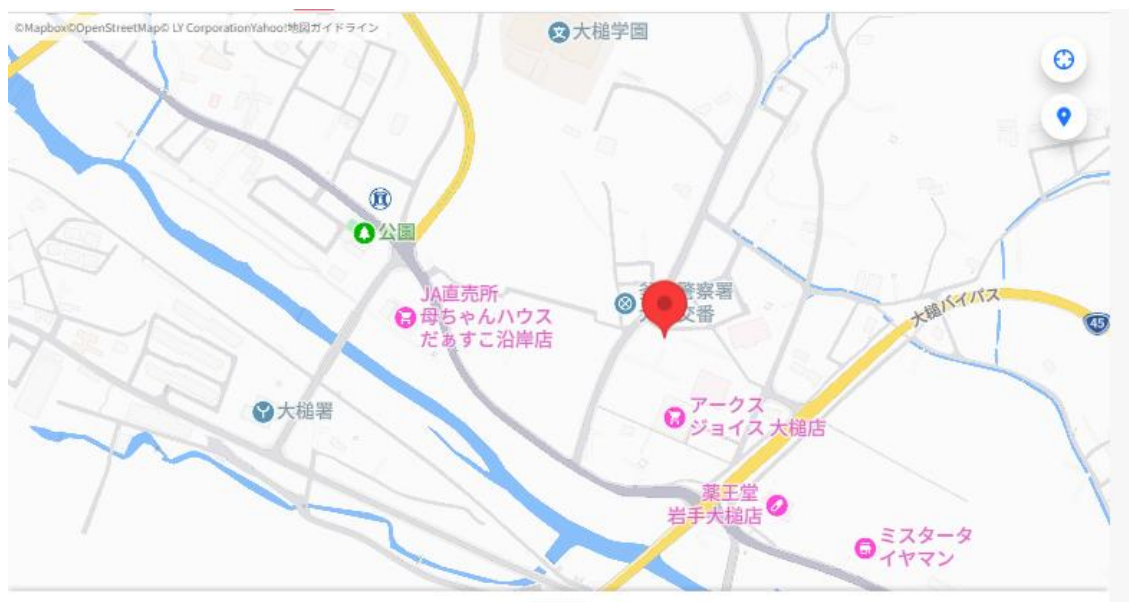 ©Mapbox©OpenStreetMap© LY CorporationYahoo!地図ガイドライン
大槌学園
公園
JA直売所
母ちゃんハウス
だぁすこ沿岸店
警察署
交番
大槌バイパス
45
大槌署
アークス
ジョイス 大槌店
薬王堂
岩手大槌店
ミスタータ
イヤマン